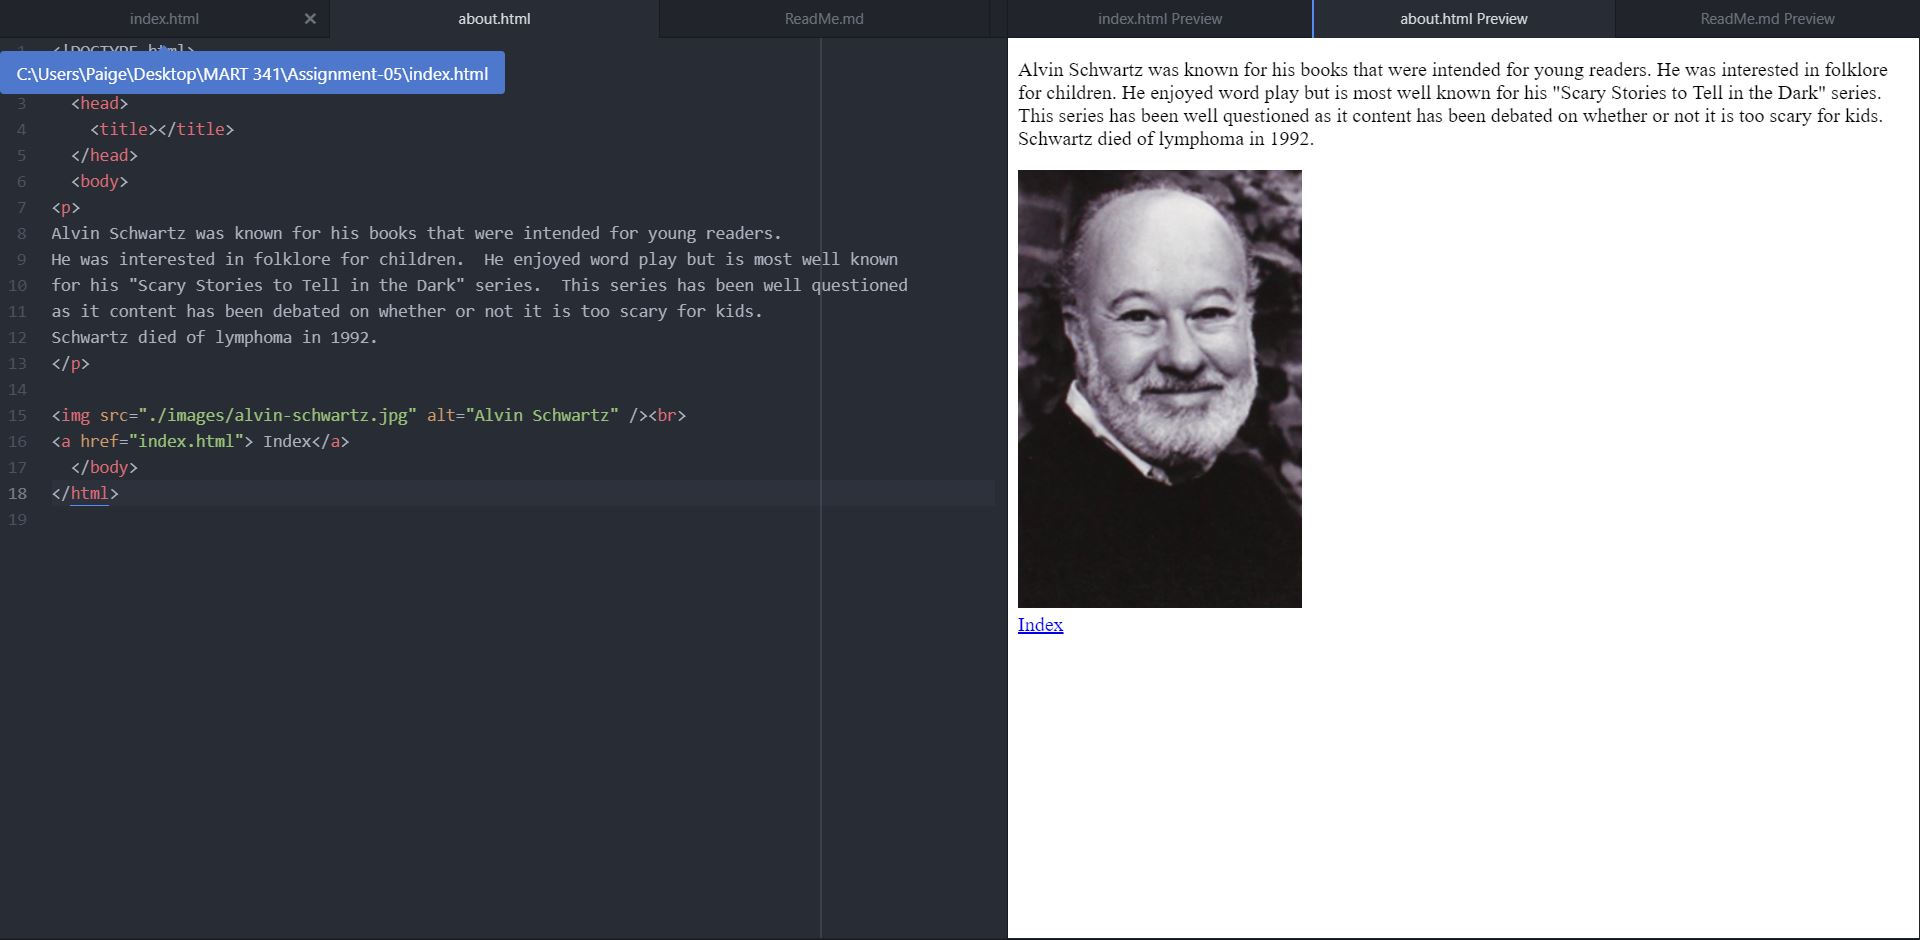 index.html
about.html
ReadMe.md
index.html Preview
about.html Preview
ReadMe.md Preview
1 <!DOCTYPE html>
C:\Users\Paige\Desktop\MART 341\Assignment-05\index.html
3 <head>
4 <title></title>
5 </head>
6 <body>
7 <p>
8 Alvin Schwartz was known for his books that were intended for young readers.
9 He was interested in folklore for children.  He enjoyed word play but is most well known
10 for his "Scary Stories to Tell in the Dark" series.  This series has been well questioned
11 as it content has been debated on whether or not it is too scary for kids.
12 Schwartz died of lymphoma in 1992.
13 </p>
14
15 <img src="./images/alvin-schwartz.jpg" alt="Alvin Schwartz" /><br>
16 <a href="index.html"> Index</a>
17 </body>
18 </html>
19
Alvin Schwartz was known for his books that were intended for young readers. He was interested in folklore
for children. He enjoyed word play but is most well known for his "Scary Stories to Tell in the Dark" series.
This series has been well questioned as it content has been debated on whether or not it is too scary for kids.
Schwartz died of lymphoma in 1992.
Index